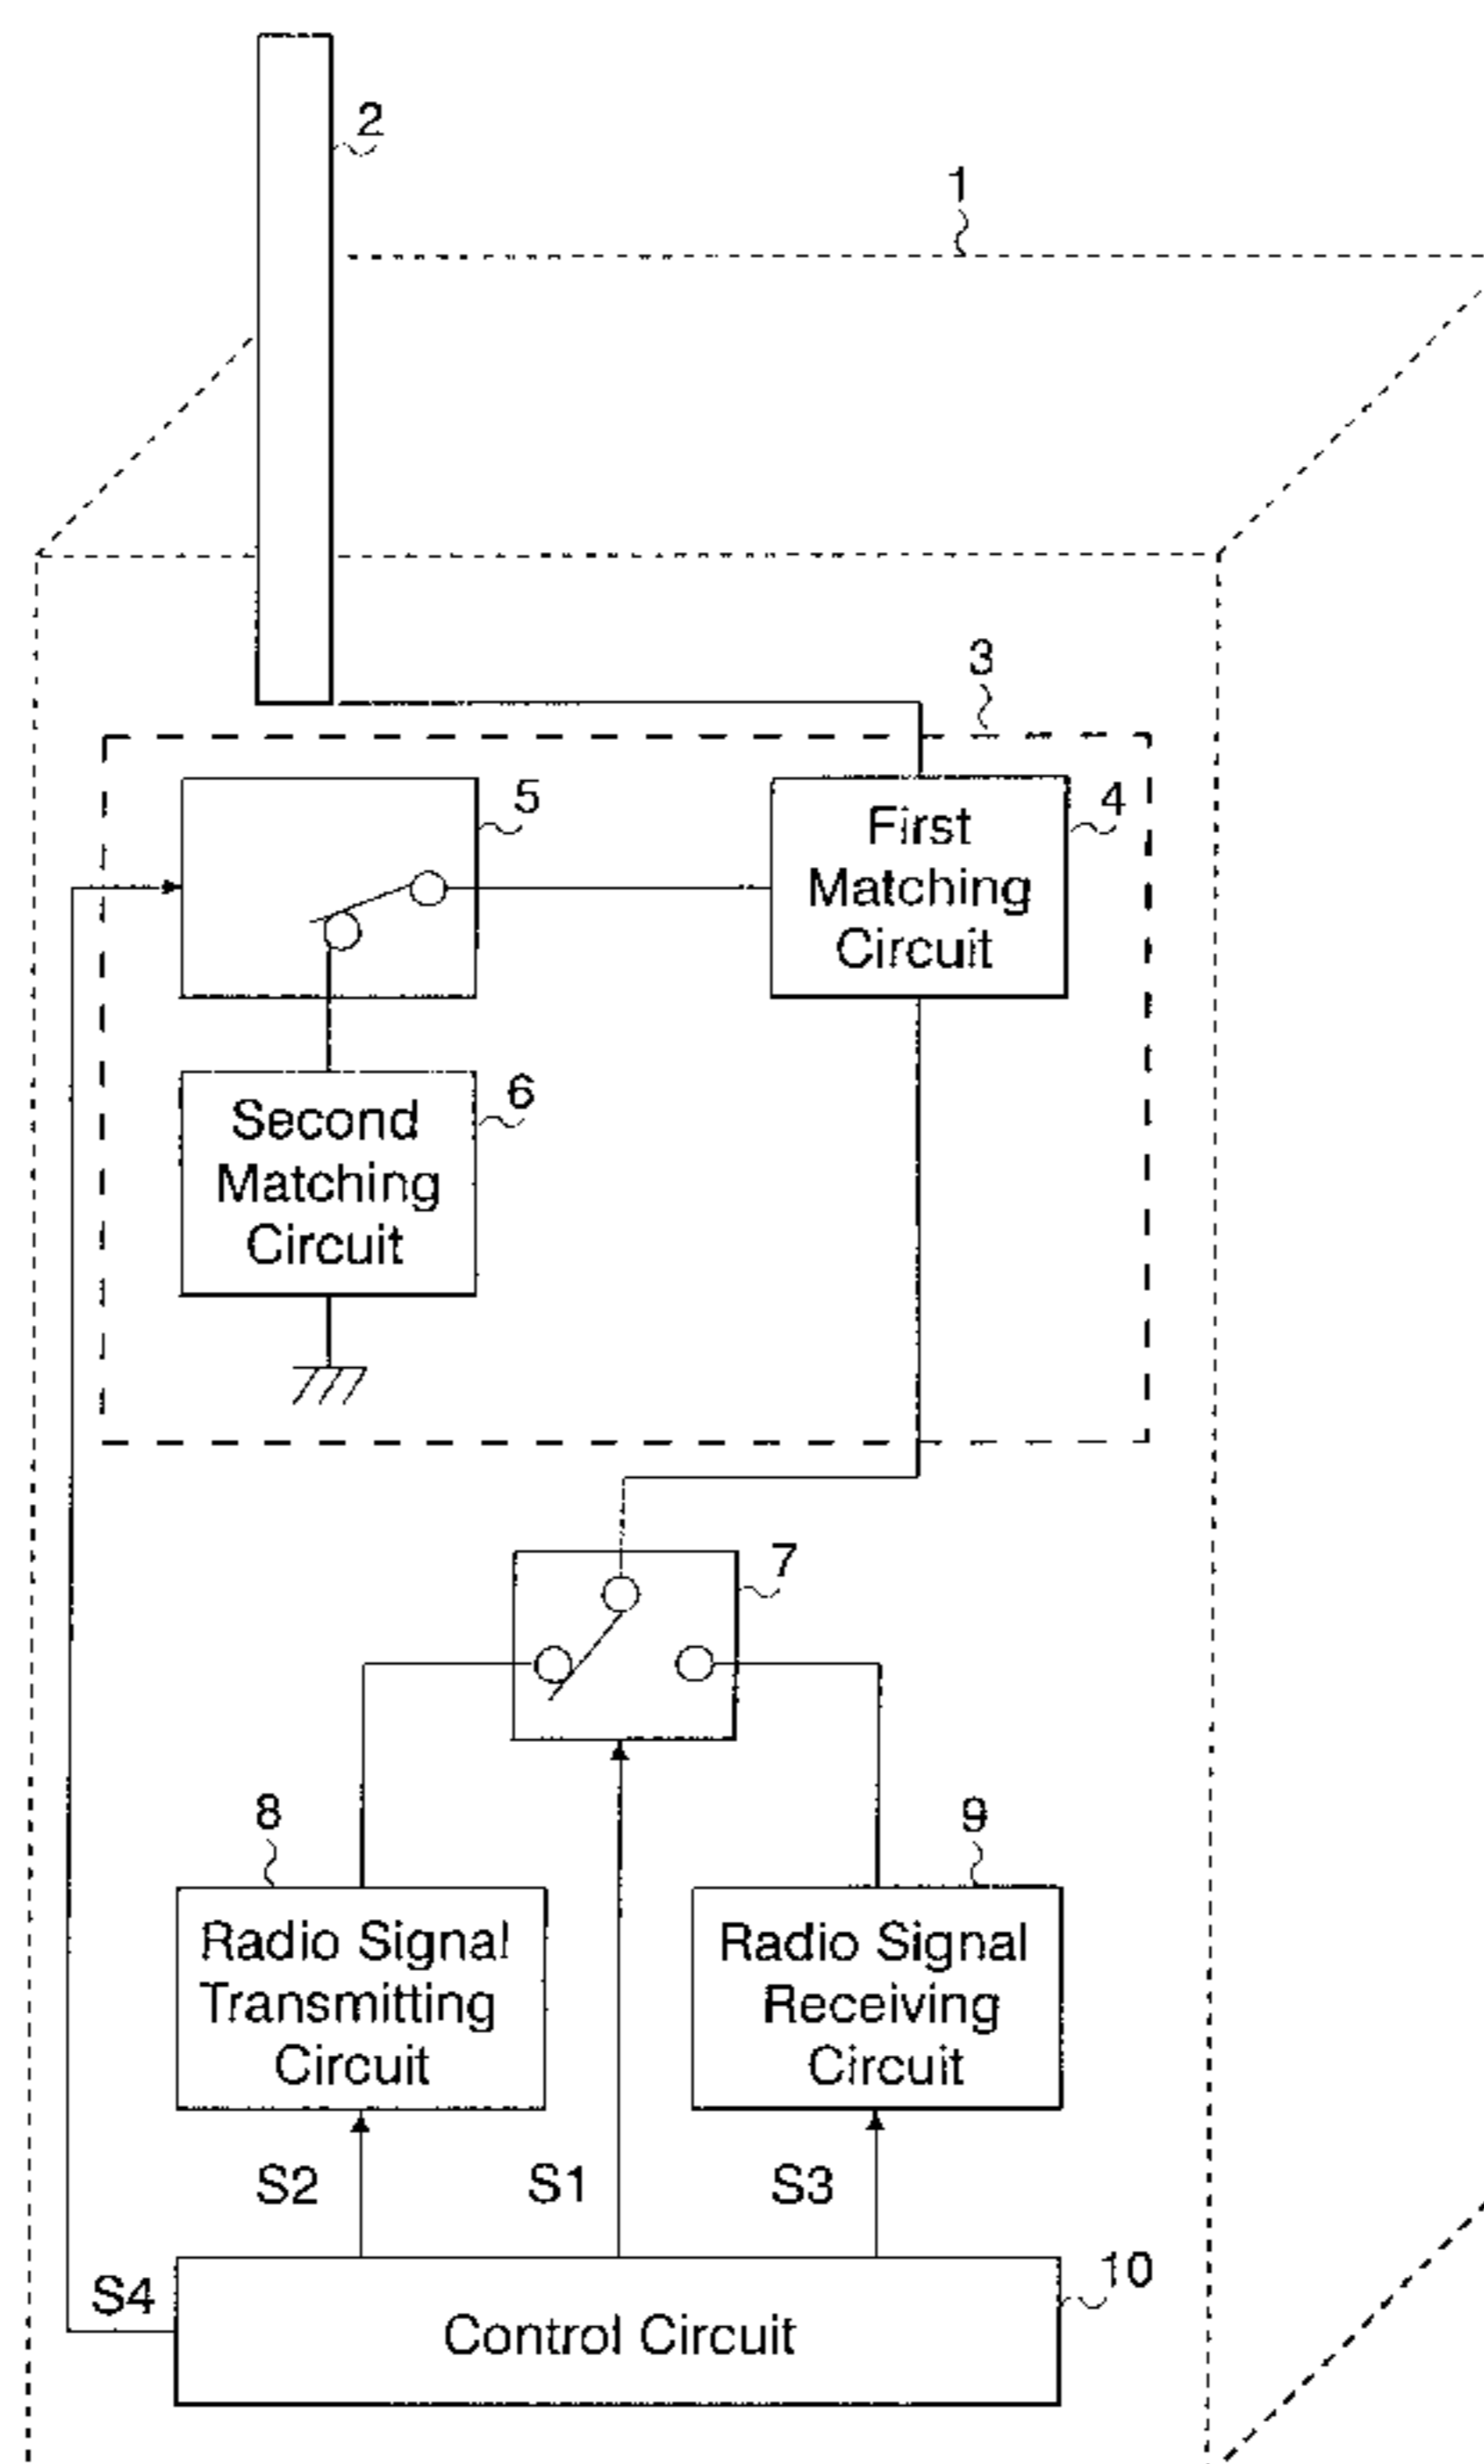 2
1
3
5
4
First
Matching
Circuit
6
Second
Matching
Circuit
7
8
9
Radio Signal
Transmitting
Circuit
Radio Signal
Receiving
Circuit
S2
S1
S3
10
S4
Control Circuit